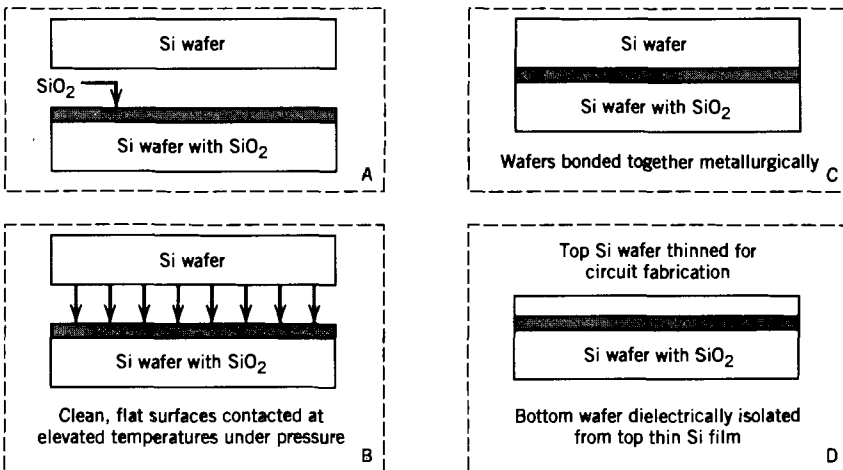 Si wafer
SiO2
Si wafer with SiO2
A
Si wafer
Si wafer with SiO2
Clean, flat surfaces contacted at
elevated temperatures under pressure
B
Si wafer
Si wafer with SiO2
Wafers bonded together metallurgically
C
Top Si wafer thinned for
circuit fabrication
Si wafer with SiO2
Bottom wafer dielectrically isolated
from top thin Si film
D